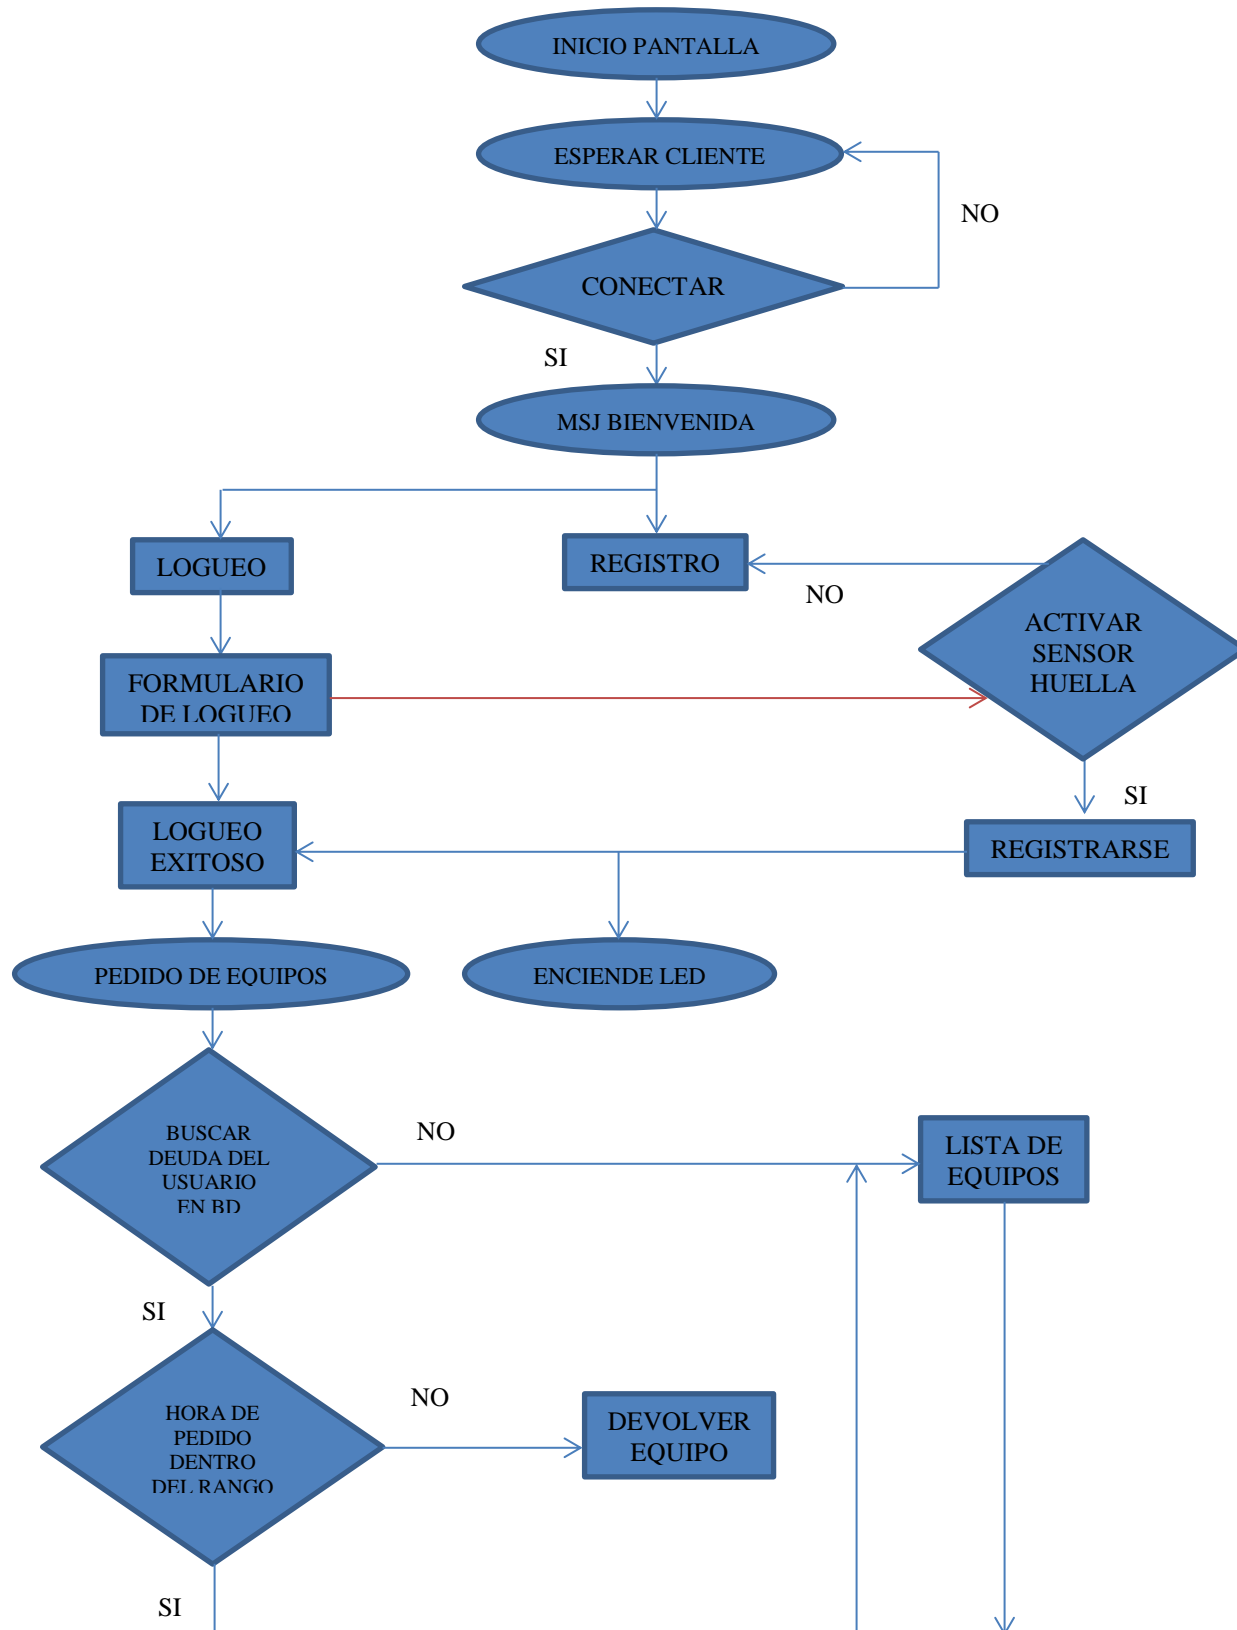 INICIO PANTALLA
ESPERAR CLIENTE
NO
CONECTAR
SI
MSJ BIENVENIDA
LOGUEO
REGISTRO
NO
ACTIVAR
SENSOR
HUELLA
FORMULARIO
DE LOGUEO
SI
LOGUEO
EXITOSO
REGISTRARSE
PEDIDO DE EQUIPOS
ENCIENDE LED
BUSCAR
DEUDA DEL
USUARIO
EN BD
NO
LISTA DE
EQUIPOS
SI
HORA DE
PEDIDO
DENTRO
DEL RANGO
NO
DEVOLVER
EQUIPO
SI